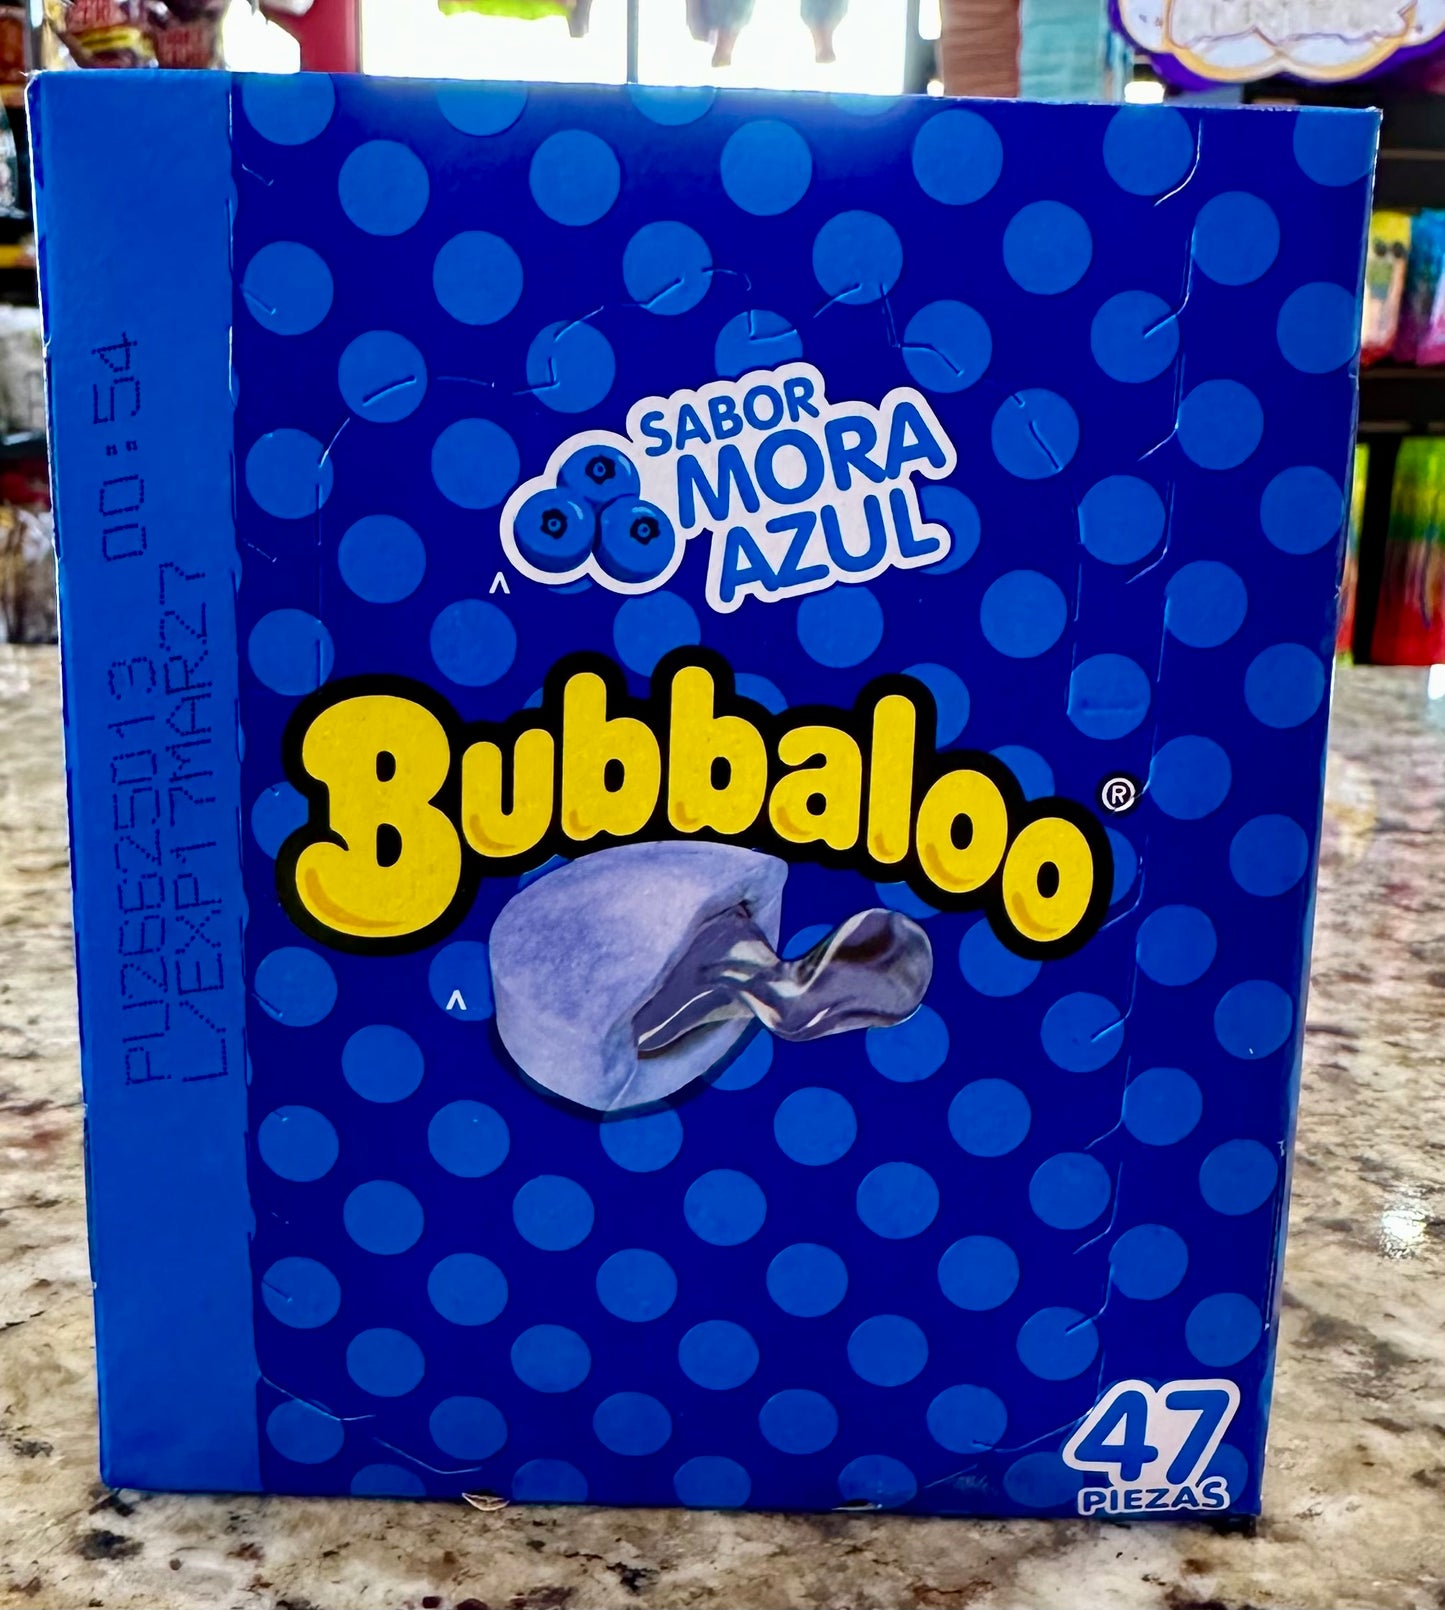 SABOR
MORA
AZUL
Bubbaloo®
47
PIEZAS
PU26625013 00:54
EXP17MAR27